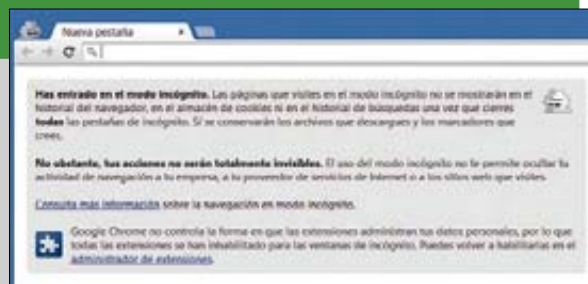 Nueva pestaña
Has entrado en el modo incógnito. Las páginas que visites en el modo incógnito no se mostrarán en el
historial del navegador, en el almacén de cookies ni en el historial de búsquedas una vez que cierres
todas las pestañas de incógnito. Sí se conservarán los archivos que descargues y los marcadores que
crees.
No obstante, tus acciones no serán totalmente invisibles. El uso del modo incógnito no te permite ocultar tu
actividad de navegación a tu empresa, a tu proveedor de servicios de Internet o a los sitios web que visites.
Consulta más información sobre la navegación en modo incógnito.
Google Chrome no controla la forma en que las extensiones administran tus datos personales, por lo que
todas las extensiones se han inhabilitado para las ventanas de incógnito. Puedes volver a habilitarlas en el
administrador de extensiones.